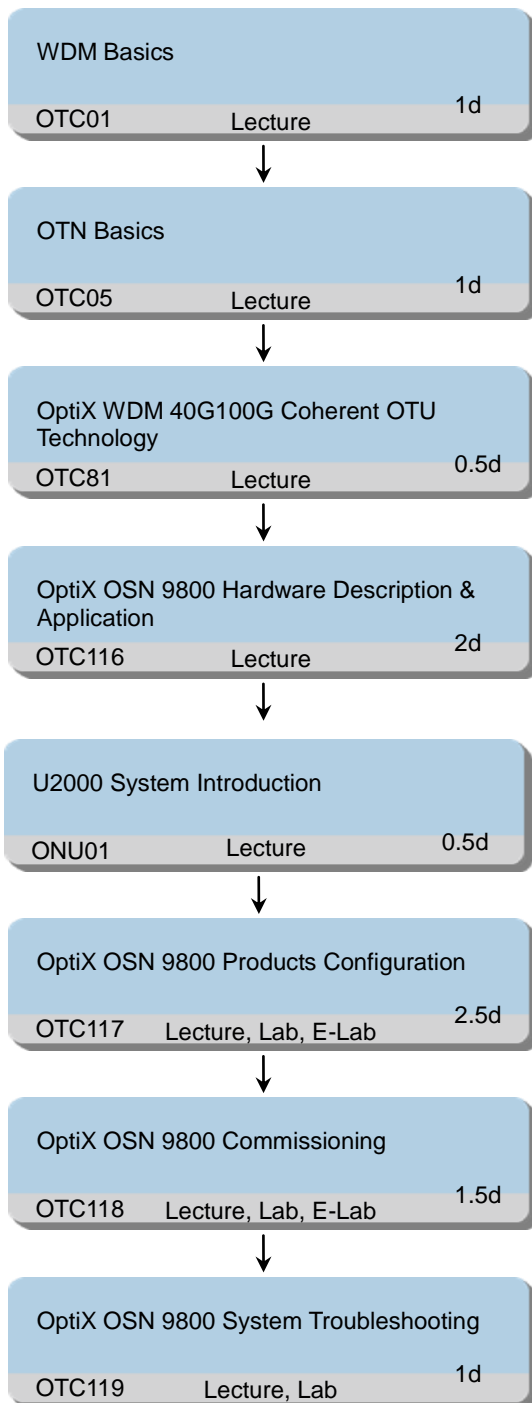 WDM Basics
1d
OTC01 Lecture
OTN Basics
1d
OTC05 Lecture
OptiX WDM 40G100G Coherent OTU
Technology
0.5d
OTC81 Lecture
OptiX OSN 9800 Hardware Description &
Application
2d
OTC116 Lecture
U2000 System Introduction
0.5d
ONU01 Lecture
OptiX OSN 9800 Products Configuration
2.5d
OTC117 Lecture, Lab, E-Lab
OptiX OSN 9800 Commissioning
1.5d
OTC118 Lecture, Lab, E-Lab
OptiX OSN 9800 System Troubleshooting
1d
OTC119 Lecture, Lab